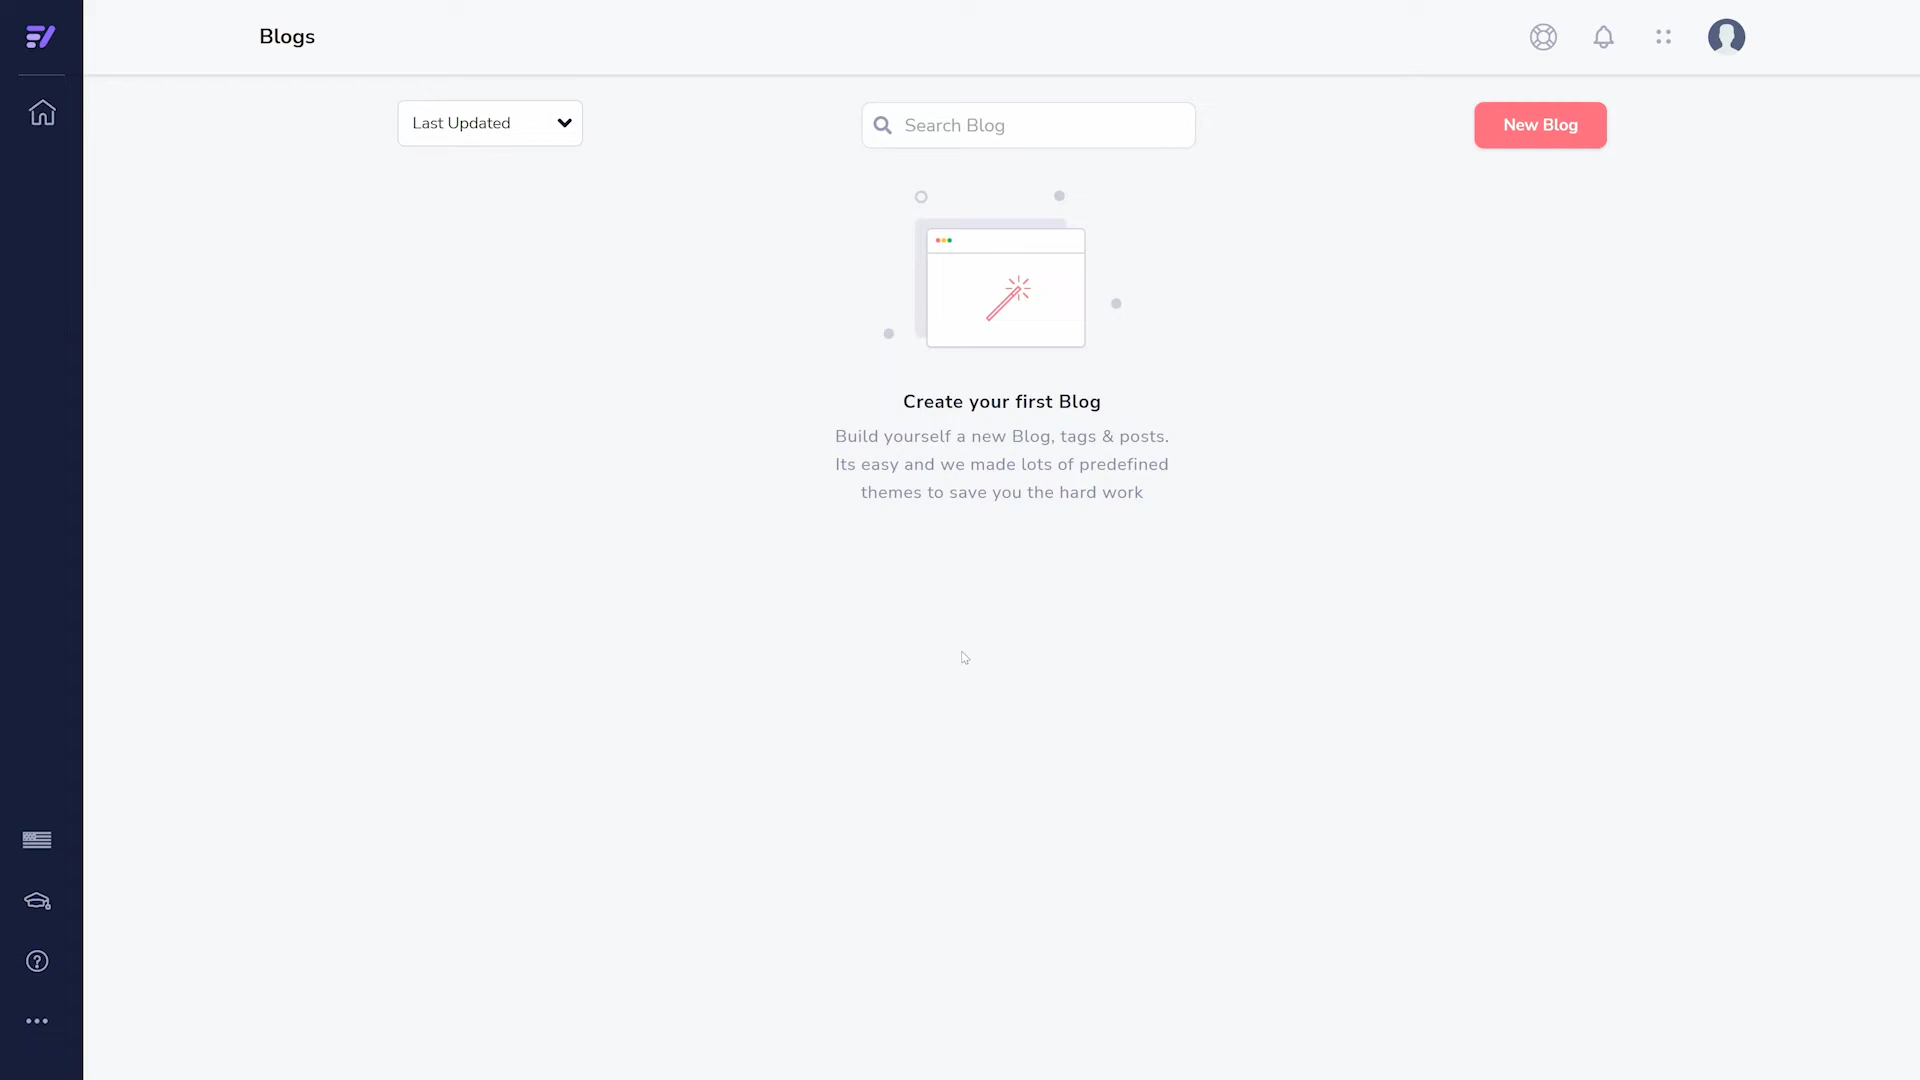 Blogs
Last Updated
Search Blog
New Blog
Create your first Blog
Build yourself a new Blog, tags & posts.
Its easy and we made lots of predefined
themes to save you the hard work